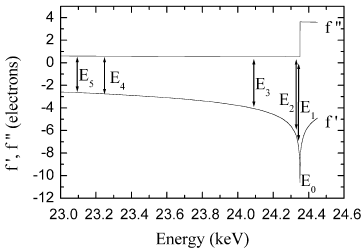 f', f" (electrons)
4
2
0
-2
-4
-6
-8
-10
-12
f"
E5
E4
E3
E2
E1
f'
E0
23.0 23.2 23.4 23.6 23.8 24.0 24.2 24.4 24.6
Energy (keV)